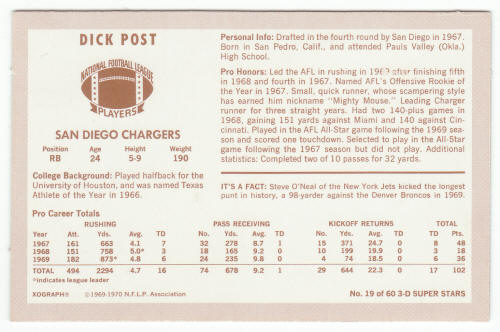 DICK POST
NATIONAL FOOTBALL LEAGUE
PLAYERS
SAN DIEGO CHARGERS
Position Age Height Weight
RB 24 5-9 190
College Background: Played halfback for the
University of Houston, and was named Texas
Athlete of the Year in 1966.
Personal Info: Drafted in the fourth round by San Diego in 1967.
Born in San Pedro, Calif., and attended Pauls Valley (Okla.)
High School.
Pro Honors: Led the AFL in rushing in 1969 after finishing fifth
in 1968 and fourth in 1967. Named AFL's Offensive Rookie of
the Year in 1967. Small, quick runner, whose scampering style
has earned him nickname "Mighty Mouse." Leading Charger
runner for three straight years. Had two 140-plus games in
1968, gaining 151 yards against Miami and 140 against Cin-
cinnati. Played in the AFL All-Star game following the 1969 sea-
son and scored one touchdown. Selected to play in the All-Star
game following the 1967 season but did not play. Additional
statistics: Completed two of 10 passes for 32 yards.
IT'S A FACT: Steve O'Neal of the New York Jets kicked the longest
punt in history, a 98-yarder against the Denver Broncos in 1969.
Pro Career Totals
RUSHING PASS RECEIVING KICKOFF RETURNS TOTAL
Year Att. Yds. Avg. TD No. Yds. Avg. TD No. Yds. Avg. TD TD Pts.
1967 161 663 4.1 7 32 278 8.7 1 15 371 24.7 0 8 48
1968 151 758 5.0* 3 18 165 9.2 0 10 199 19.9 0 3 18
1969 182 873* 4.8 6 24 235 9.8 0 4 74 18.5 0 6 36
TOTAL 494 2294 4.7 16 74 678 9.2 1 29 644 22.3 0 17 102
*indicates league leader
XOGRAPH® ©1969-1970 N.F.L.P. Association No. 19 of 60 3-D SUPER STARS